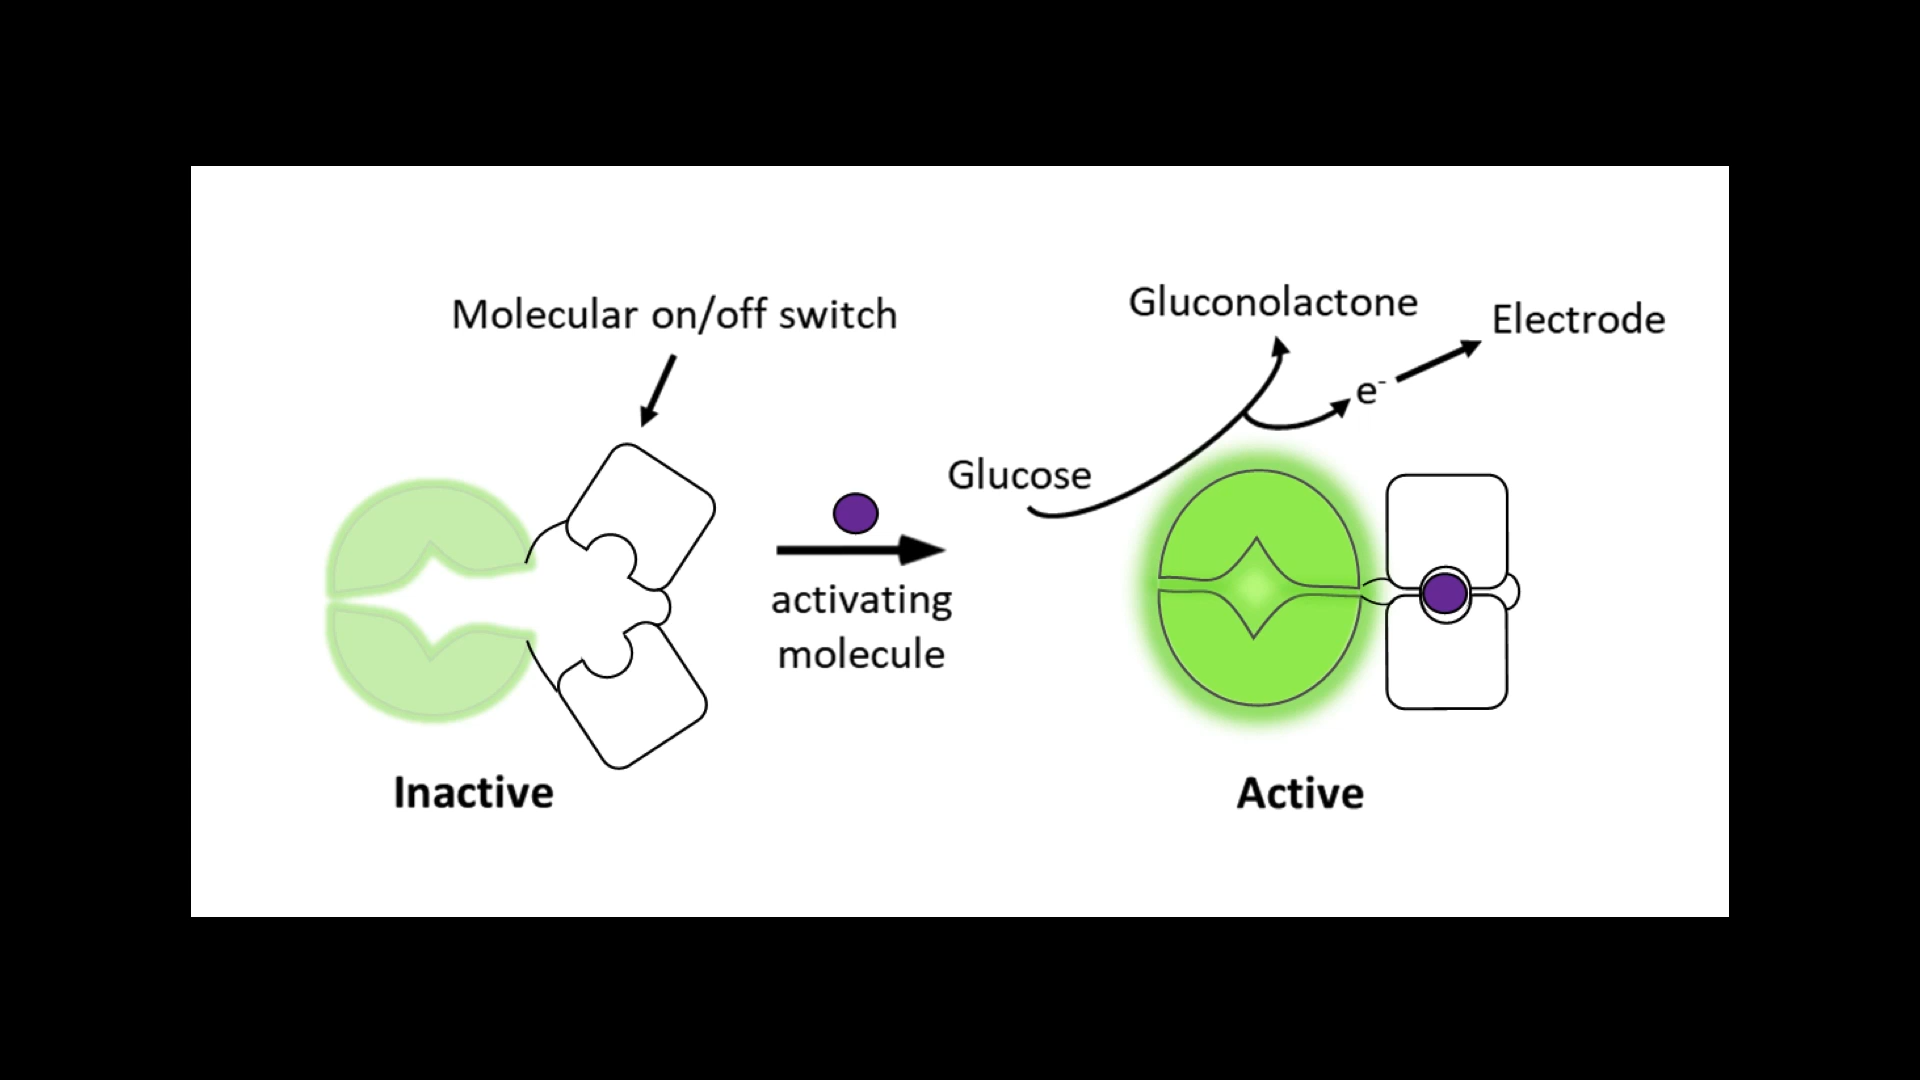 Molecular on/off switch
Gluconolactone
Electrode
e⁻
Glucose
activating
molecule
Inactive
Active